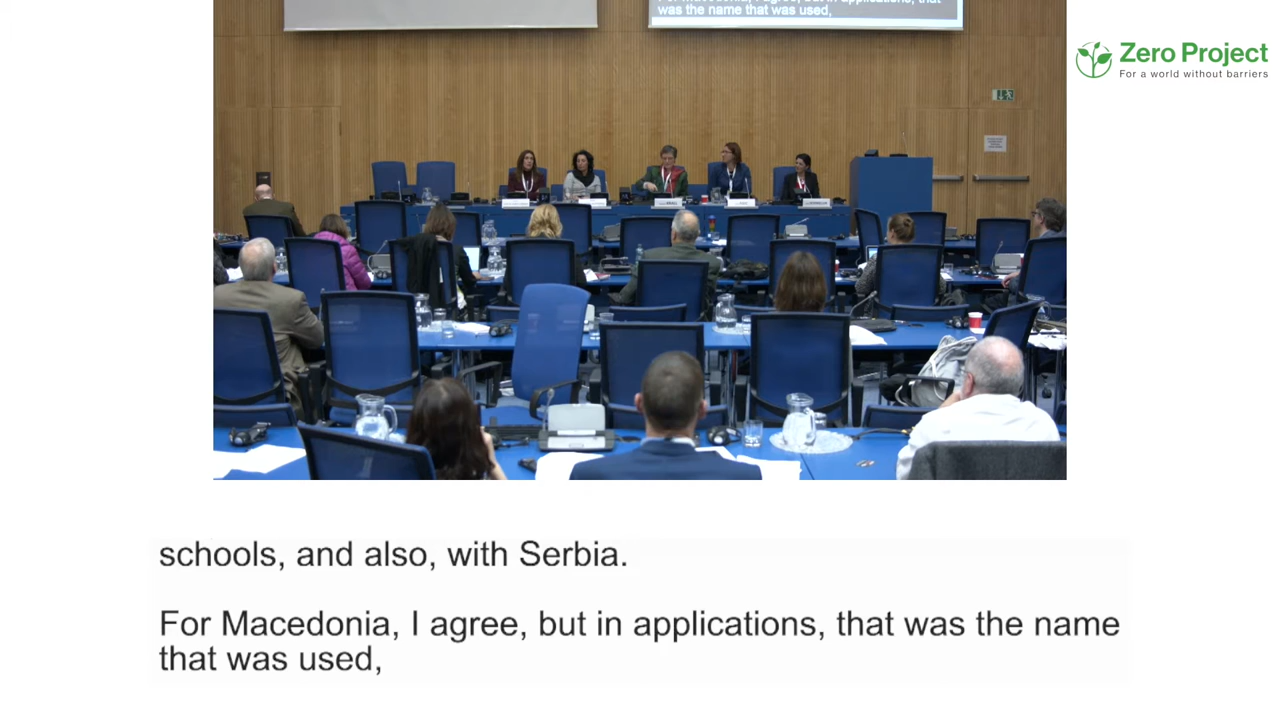 For Macedonia, I agree, but in applications, that
was the name that was used,
Zero Project
For a world without barriers
schools, and also, with Serbia.
For Macedonia, I agree, but in applications, that was the name
that was used,